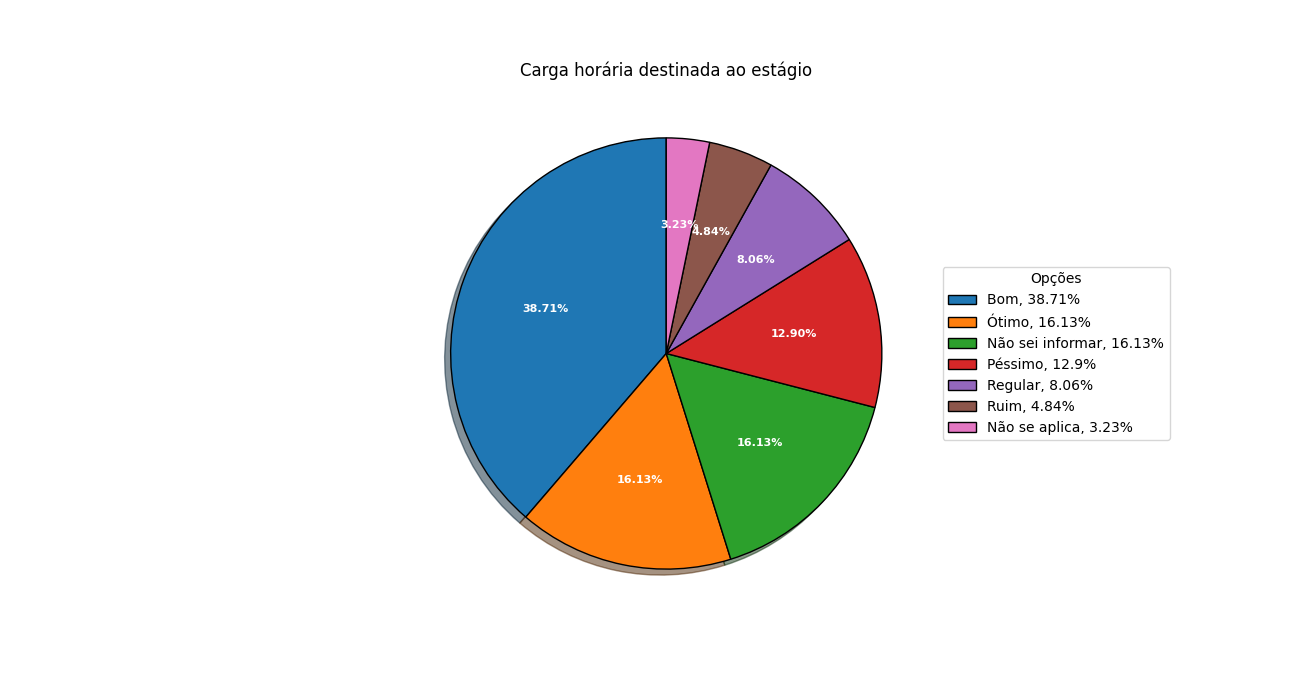 Carga horária destinada ao estágio
3.23%
4.84%
8.06%
38.71%
12.90%
16.13%
16.13%
Opções
Bom, 38.71%
Ótimo, 16.13%
Não sei informar, 16.13%
Péssimo, 12.9%
Regular, 8.06%
Ruim, 4.84%
Não se aplica, 3.23%